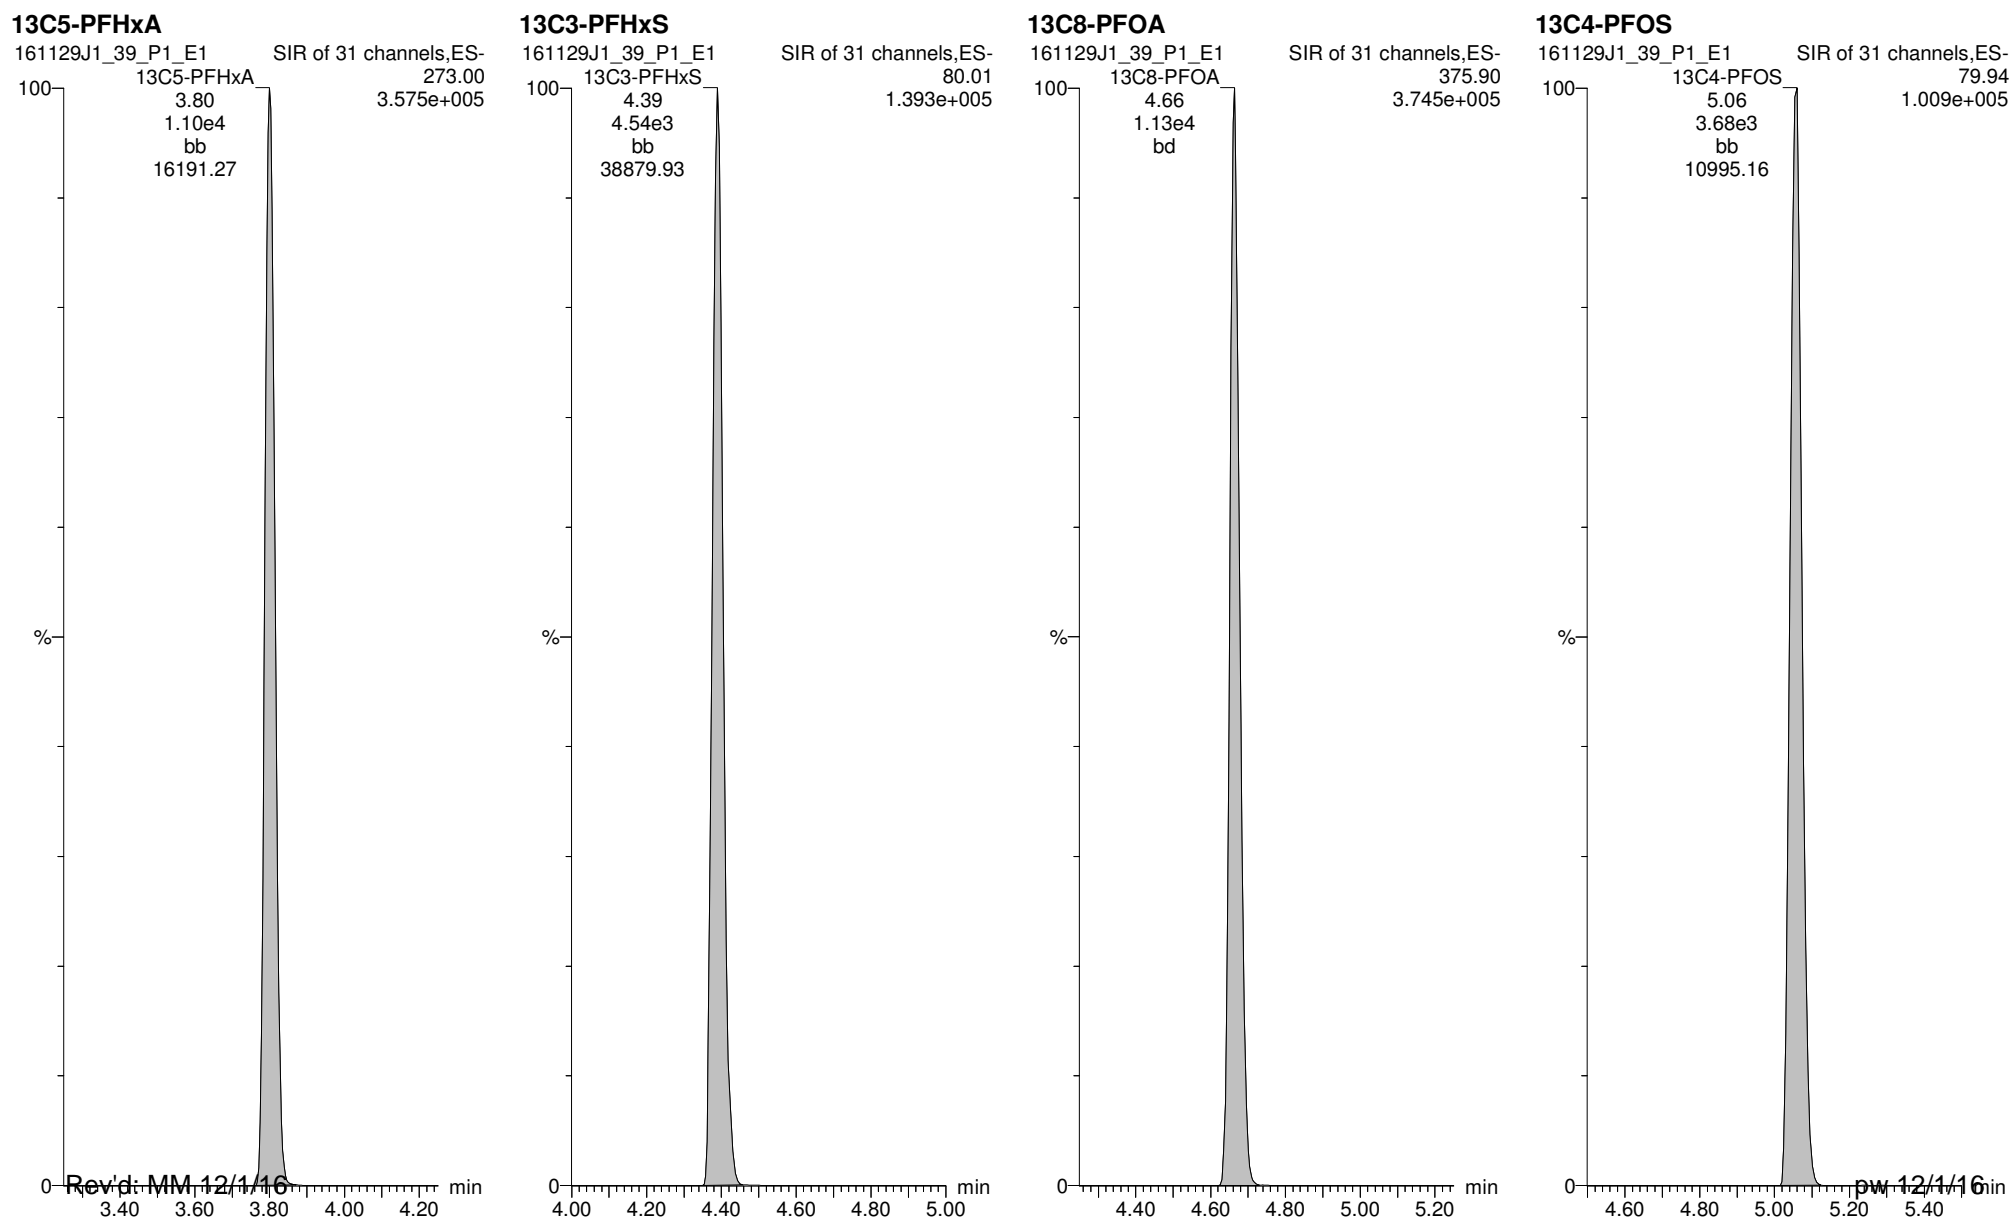 13C5-PFHxA
161129J1_39_P1_E1 SIR of 31 channels,ES-
13C5-PFHxA 273.00
100 3.80 3.575e+005
1.10e4
bb
16191.27
%
0 min
3.40 3.60 3.80 4.00 4.20
Rev'd: MM 12/1/16
13C3-PFHxS
161129J1_39_P1_E1 SIR of 31 channels,ES-
13C3-PFHxS 80.01
100 4.39 1.393e+005
4.54e3
bb
38879.93
%
0 min
4.00 4.20 4.40 4.60 4.80 5.00
13C8-PFOA
161129J1_39_P1_E1 SIR of 31 channels,ES-
13C8-PFOA 375.90
100 4.66 3.745e+005
1.13e4
bd
%
0 min
4.40 4.60 4.80 5.00 5.20
13C4-PFOS
161129J1_39_P1_E1 SIR of 31 channels,ES-
13C4-PFOS 79.94
100 5.06 1.009e+005
3.68e3
bb
10995.16
%
0 min
4.60 4.80 5.00 5.20 5.40
pw 12/1/16